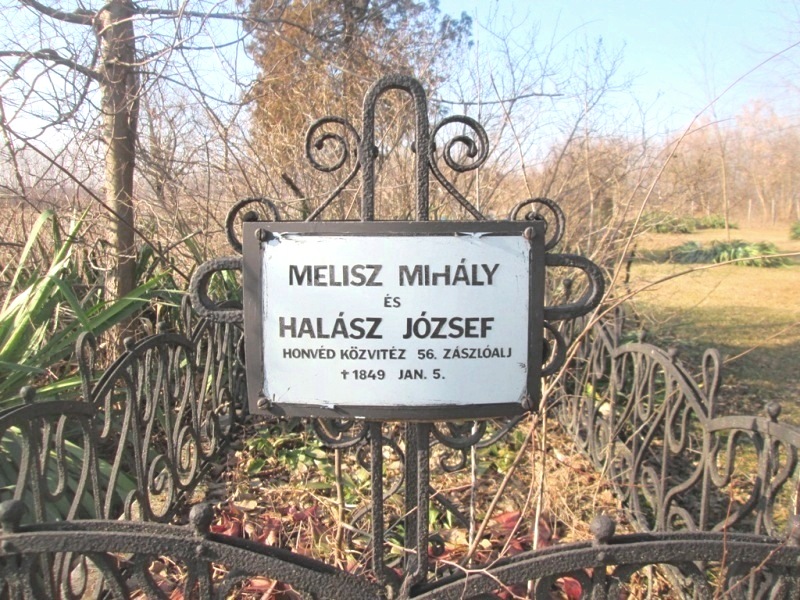 MELISZ MIHÁLY
ÉS
HALÁSZ JÓZSEF
HONVÉD KÖZVITÉZ 56. ZÁSZLÓALJ
† 1849 JAN. 5.